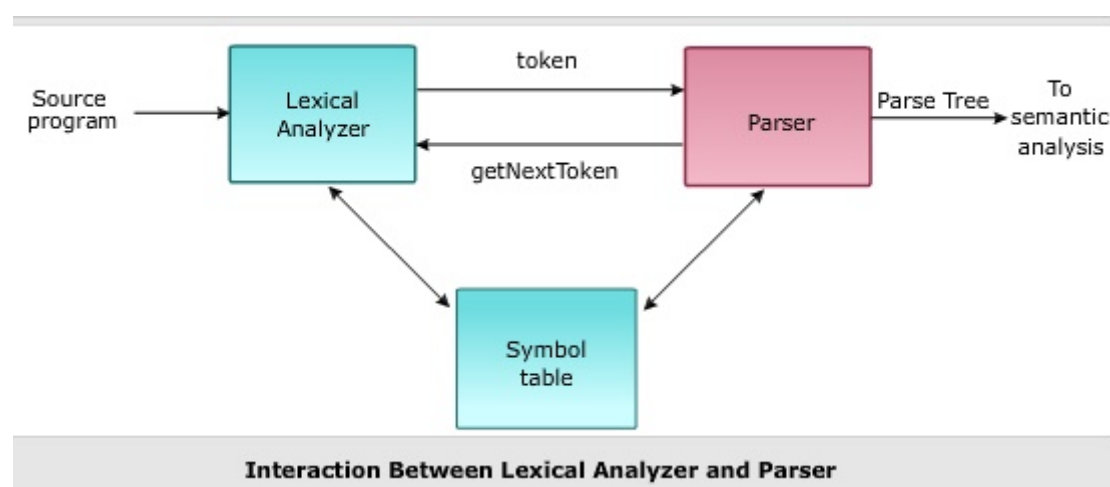 Source
program
Lexical
Analyzer
token
getNextToken
Parser
Parse Tree
To
semantic
analysis
Symbol
table
Interaction Between Lexical Analyzer and Parser